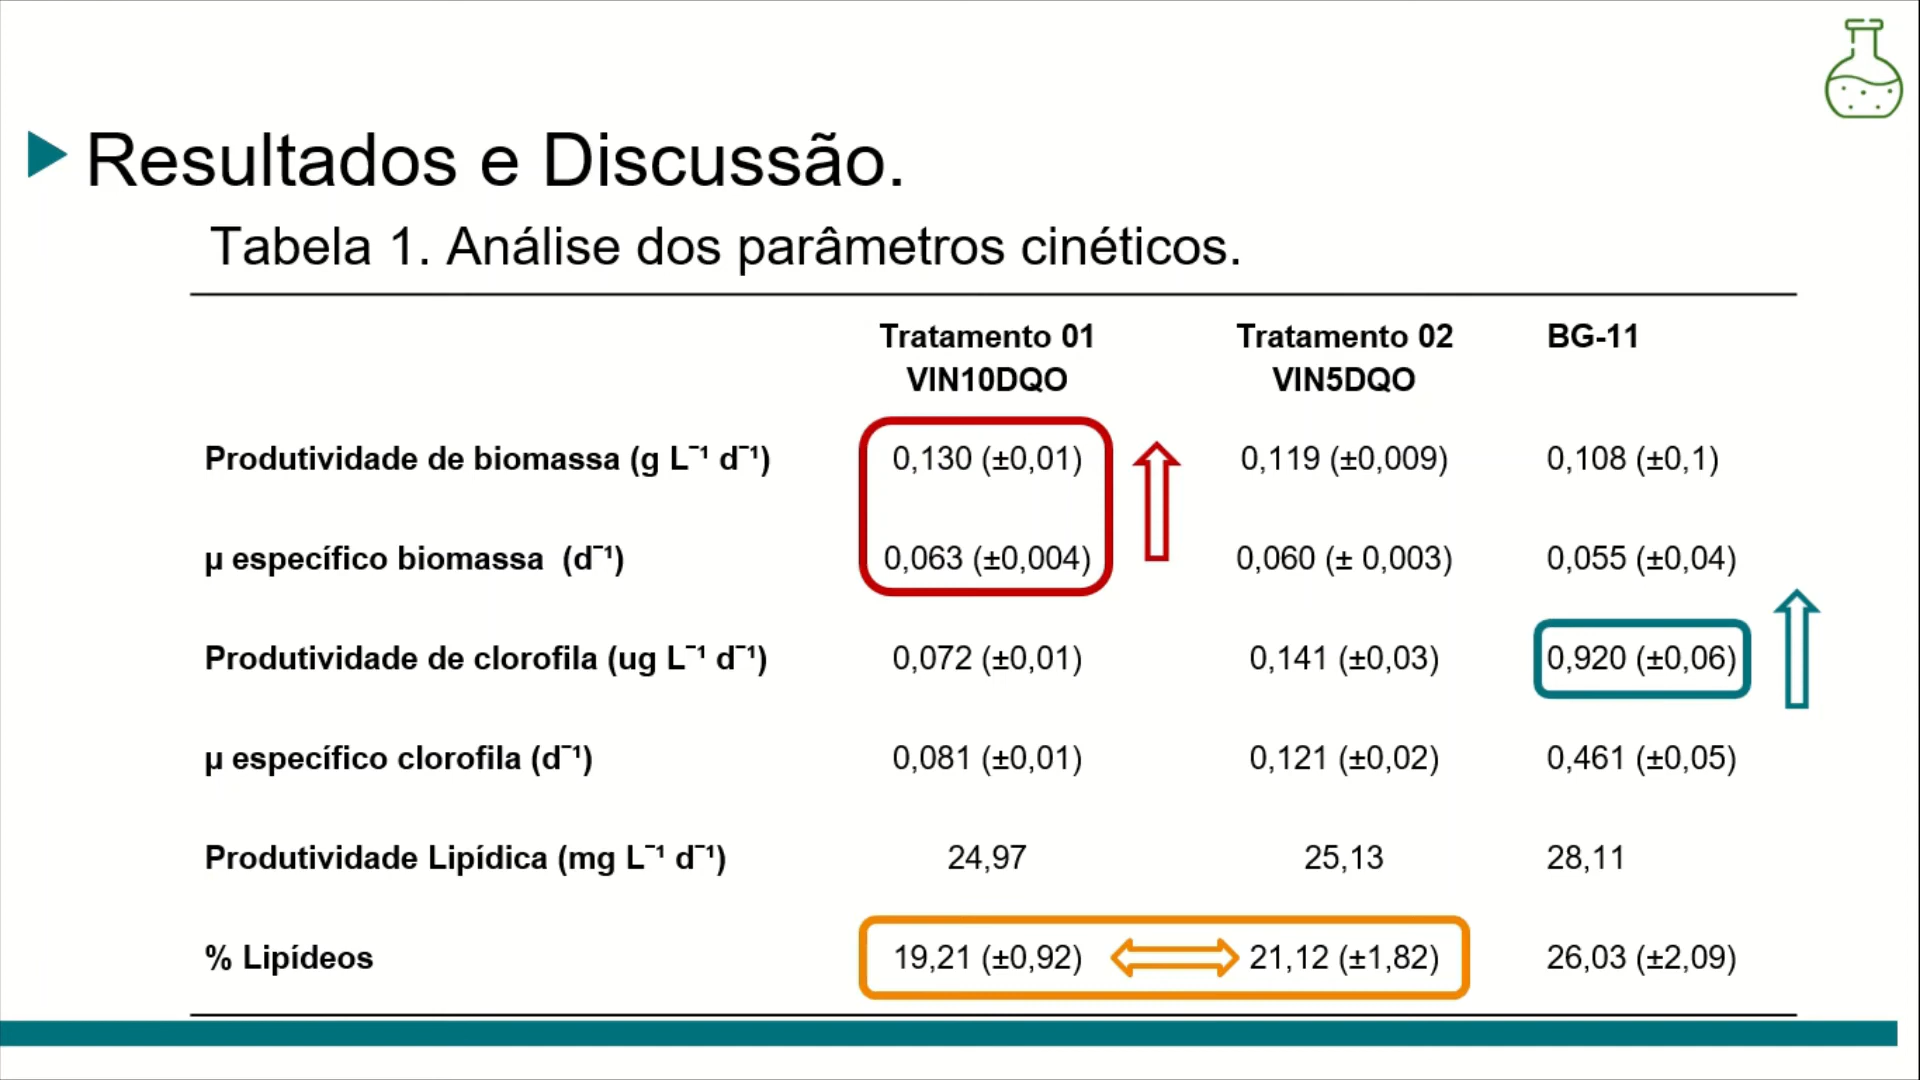 Resultados e Discussão.
Tabela 1. Análise dos parâmetros cinéticos.
Tratamento 01 Tratamento 02 BG-11
VIN10DQO VIN5DQO
Produtividade de biomassa (g L⁻¹ d⁻¹) 0,130 (±0,01) 0,119 (±0,009) 0,108 (±0,1)
µ específico biomassa (d⁻¹) 0,063 (±0,004) 0,060 (± 0,003) 0,055 (±0,04)
Produtividade de clorofila (ug L⁻¹ d⁻¹) 0,072 (±0,01) 0,141 (±0,03) 0,920 (±0,06)
µ específico clorofila (d⁻¹) 0,081 (±0,01) 0,121 (±0,02) 0,461 (±0,05)
Produtividade Lipídica (mg L⁻¹ d⁻¹) 24,97 25,13 28,11
% Lipídeos 19,21 (±0,92) 21,12 (±1,82) 26,03 (±2,09)